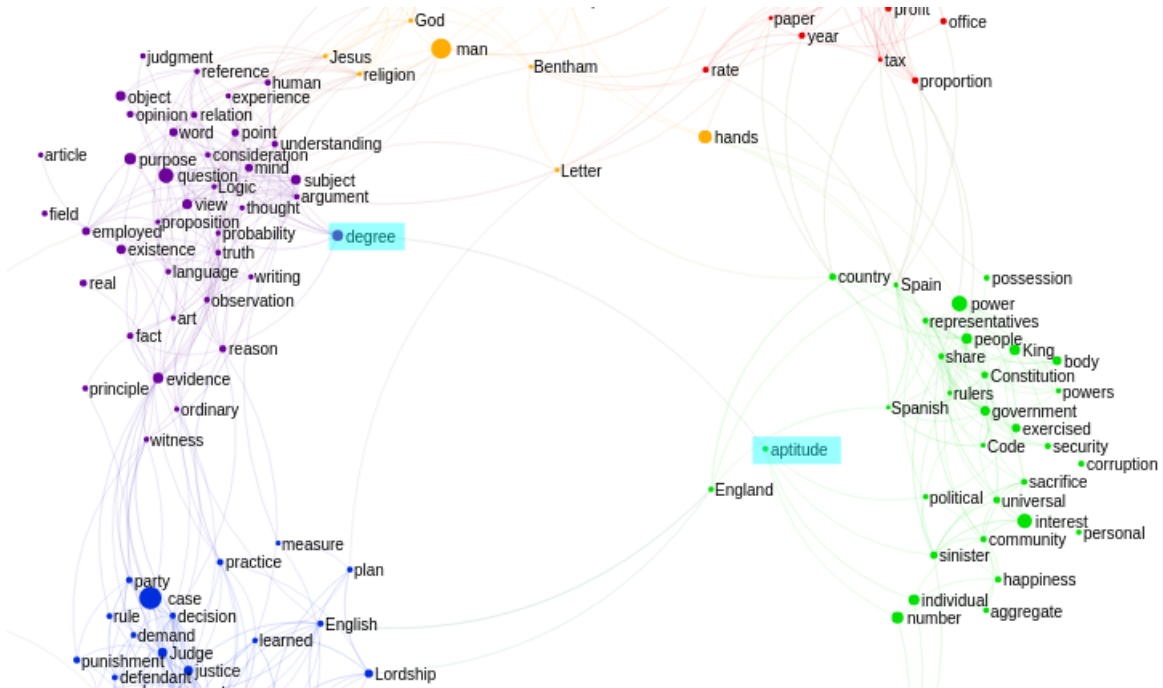 God
man
paper
profit
office
year
judgment
Jesus
Bentham
tax
reference
religion
rate
human
proportion
object
experience
opinion
relation
word
point
hands
understanding
article
purpose
consideration
mind
question
Letter
Logic
subject
argument
view
thought
field
proposition
employed
probability
degree
existence
truth
language
writing
country
Spain
possession
real
observation
power
art
representatives
fact
people
reason
King
share
body
evidence
Constitution
principle
rulers
powers
ordinary
Spanish
government
exercised
witness
aptitude
Code
security
corruption
England
sacrifice
political
universal
interest
personal
measure
community
practice
plan
sinister
party
happiness
case
individual
rule
decision
English
number
aggregate
demand
learned
Judge
punishment
justice
Lordship
defendant